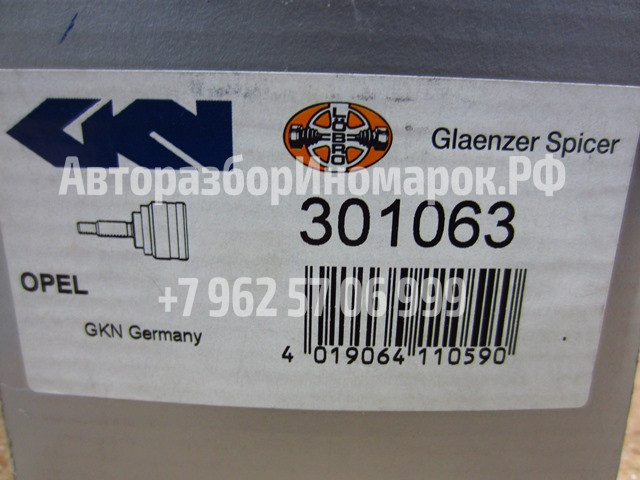 GKN
LÖBRO
Glaenzer Spicer
АвторазборИномарок.РФ
301063
OPEL
+7 962 57 06 999
GKN Germany
4 019064 110590